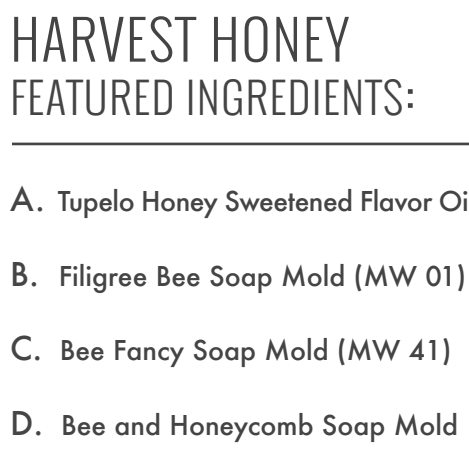 HARVEST HONEY
FEATURED INGREDIENTS:
A. Tupelo Honey Sweetened Flavor Oi
B. Filigree Bee Soap Mold (MW 01)
C. Bee Fancy Soap Mold (MW 41)
D. Bee and Honeycomb Soap Mold